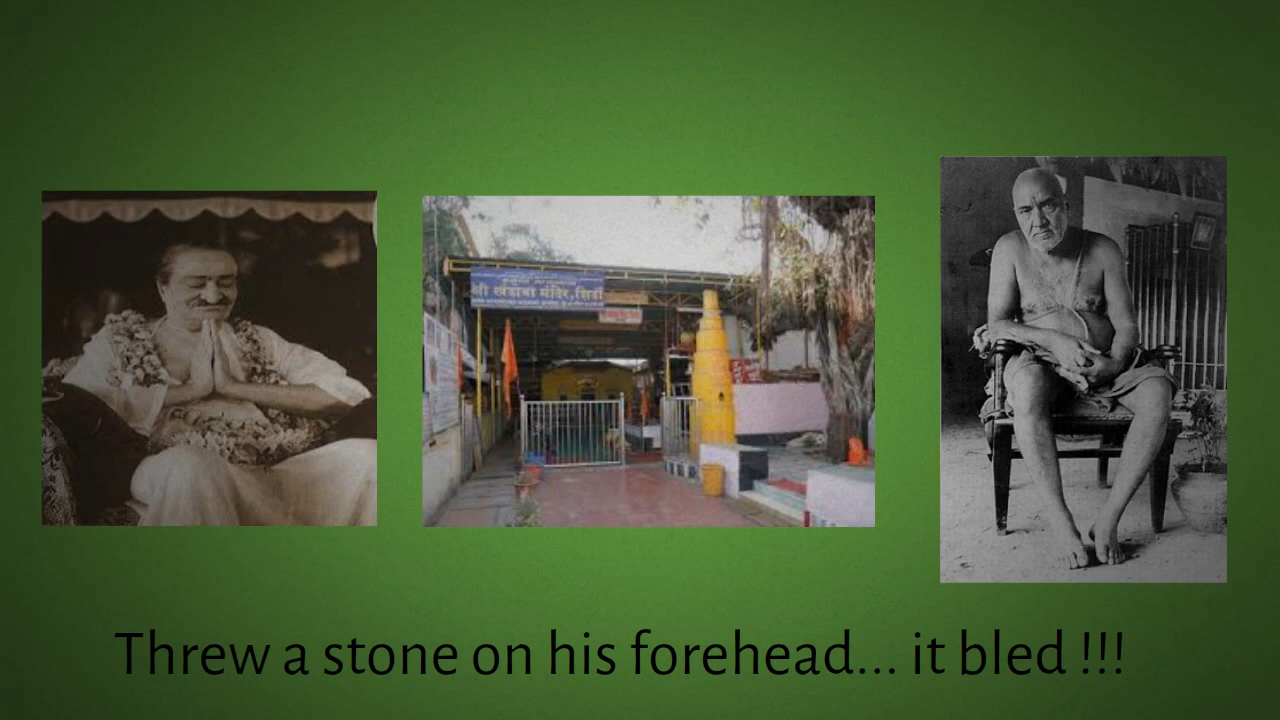 श्री खंडोबा मंदिर, शिर्डी
Threw a stone on his forehead... it bled !!!